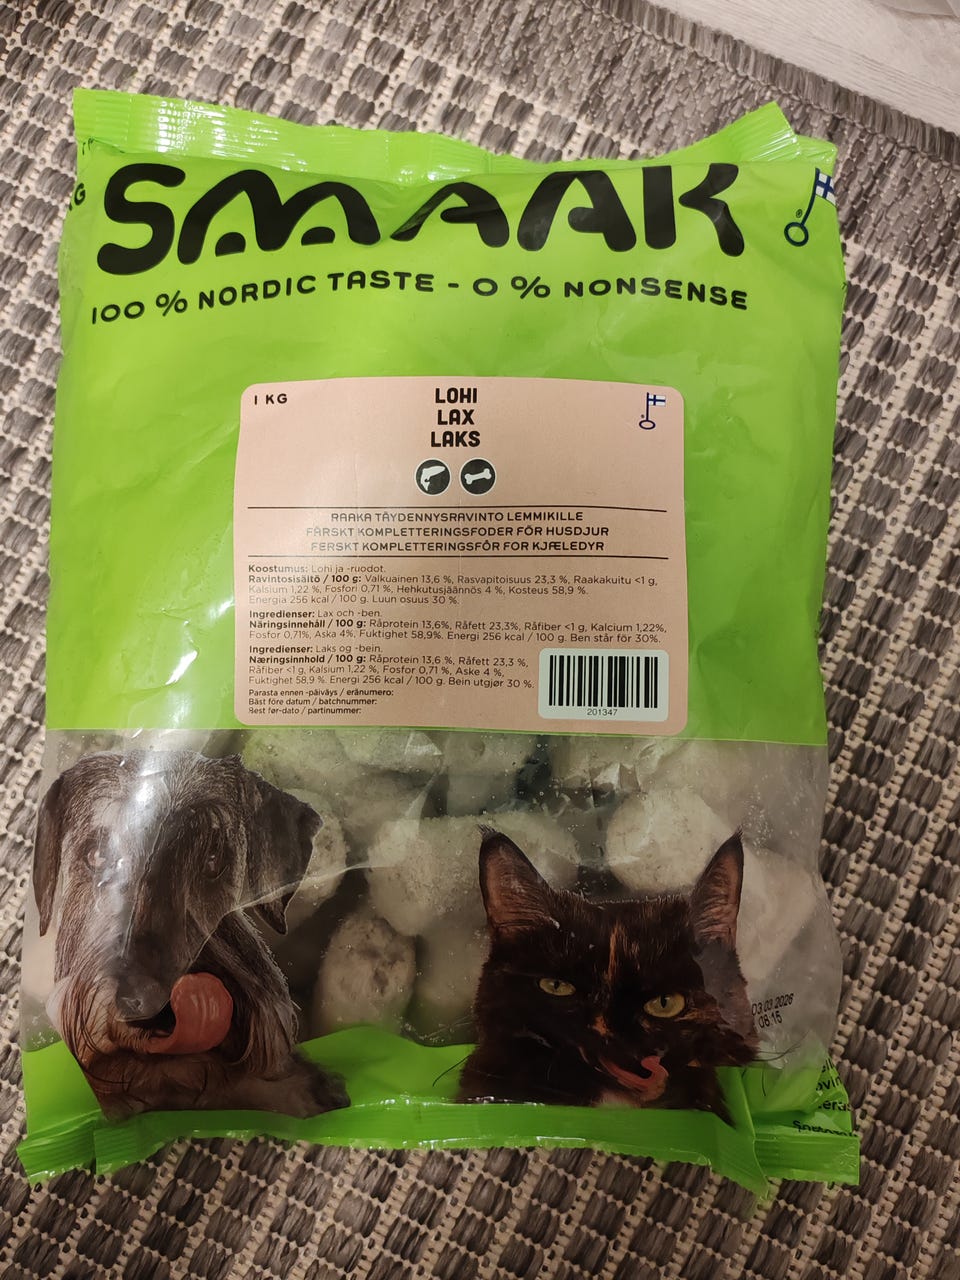 SMAAK
100 % NORDIC TASTE - 0 % NONSENSE
1 KG
LOHI
LAX
LAKS
RAAKA TÄYDENNYSRAVINTO LEMMIKILLE
FÄRSKT KOMPLETTERINGSFODER FÖR HUSDJUR
FERSKT KOMPLETTERINGSFÔR FOR KJÆLEDYR
Koostumus: Lohi ja -ruodot.
Ravintosisältö / 100 g: Valkuainen 13,6 %, Rasvapitoisuus 23,3 %, Raakakuitu <1 g,
Kalsium 1,22 %, Fosfori 0,71 %, Hehkutusjäännös 4 %, Kosteus 58,9 %.
Energia 256 kcal / 100 g. Luun osuus 30 %.
Ingredienser: Lax och -ben.
Näringsinnehåll / 100 g: Råprotein 13,6%, Råfett 23,3%, Råfiber <1 g, Kalcium 1,22%,
Fosfor 0,71%, Aska 4%, Fuktighet 58,9%. Energi 256 kcal / 100 g. Ben står för 30%.
Ingredienser: Laks og -bein.
Næringsinnhold / 100 g: Råprotein 13,6 %, Råfett 23,3 %,
Råfiber <1 g, Kalsium 1,22 %, Fosfor 0,71 %, Aske 4 %,
Fuktighet 58,9 %. Energi 256 kcal / 100 g. Bein utgjør 30 %.
Parasta ennen -päiväys / eränumero:
Bäst före datum / batchnummer:
Best før-dato / partinummer:
201347
03.03.2026
08:15